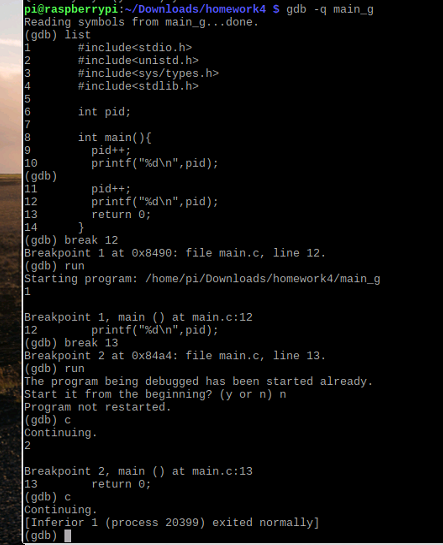 pi@raspberrypi:~/Downloads/homework4 $ gdb -q main_g
Reading symbols from main_g...done.
(gdb) list
1       #include<stdio.h>
2       #include<unistd.h>
3       #include<sys/types.h>
4       #include<stdlib.h>
5
6       int pid;
7
8       int main(){
9         pid++;
10        printf("%d\n",pid);
(gdb)
11        pid++;
12        printf("%d\n",pid);
13        return 0;
14      }
(gdb) break 12
Breakpoint 1 at 0x8490: file main.c, line 12.
(gdb) run
Starting program: /home/pi/Downloads/homework4/main_g
1

Breakpoint 1, main () at main.c:12
12        printf("%d\n",pid);
(gdb) break 13
Breakpoint 2 at 0x84a4: file main.c, line 13.
(gdb) run
The program being debugged has been started already.
Start it from the beginning? (y or n) n
Program not restarted.
(gdb) c
Continuing.
2

Breakpoint 2, main () at main.c:13
13        return 0;
(gdb) c
Continuing.
[Inferior 1 (process 20399) exited normally]
(gdb)